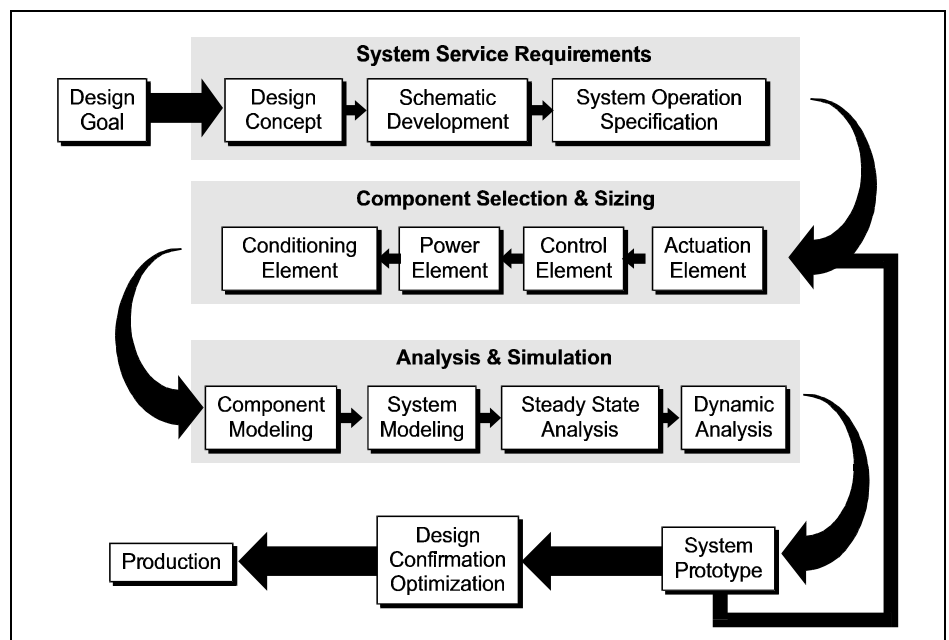 System Service Requirements
Design
Goal
Design
Concept
Schematic
Development
System Operation
Specification
Component Selection & Sizing
Conditioning
Element
Power
Element
Control
Element
Actuation
Element
Analysis & Simulation
Component
Modeling
System
Modeling
Steady State
Analysis
Dynamic
Analysis
Production
Design
Confirmation
Optimization
System
Prototype